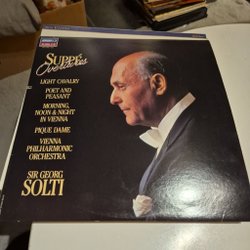 SUPPÉ
Overtures
LIGHT CAVALRY
POET AND
PEASANT
MORNING,
NOON & NIGHT
IN VIENNA
PIQUE DAME
VIENNA
PHILHARMONIC
ORCHESTRA
SIR GEORG
SOLTI